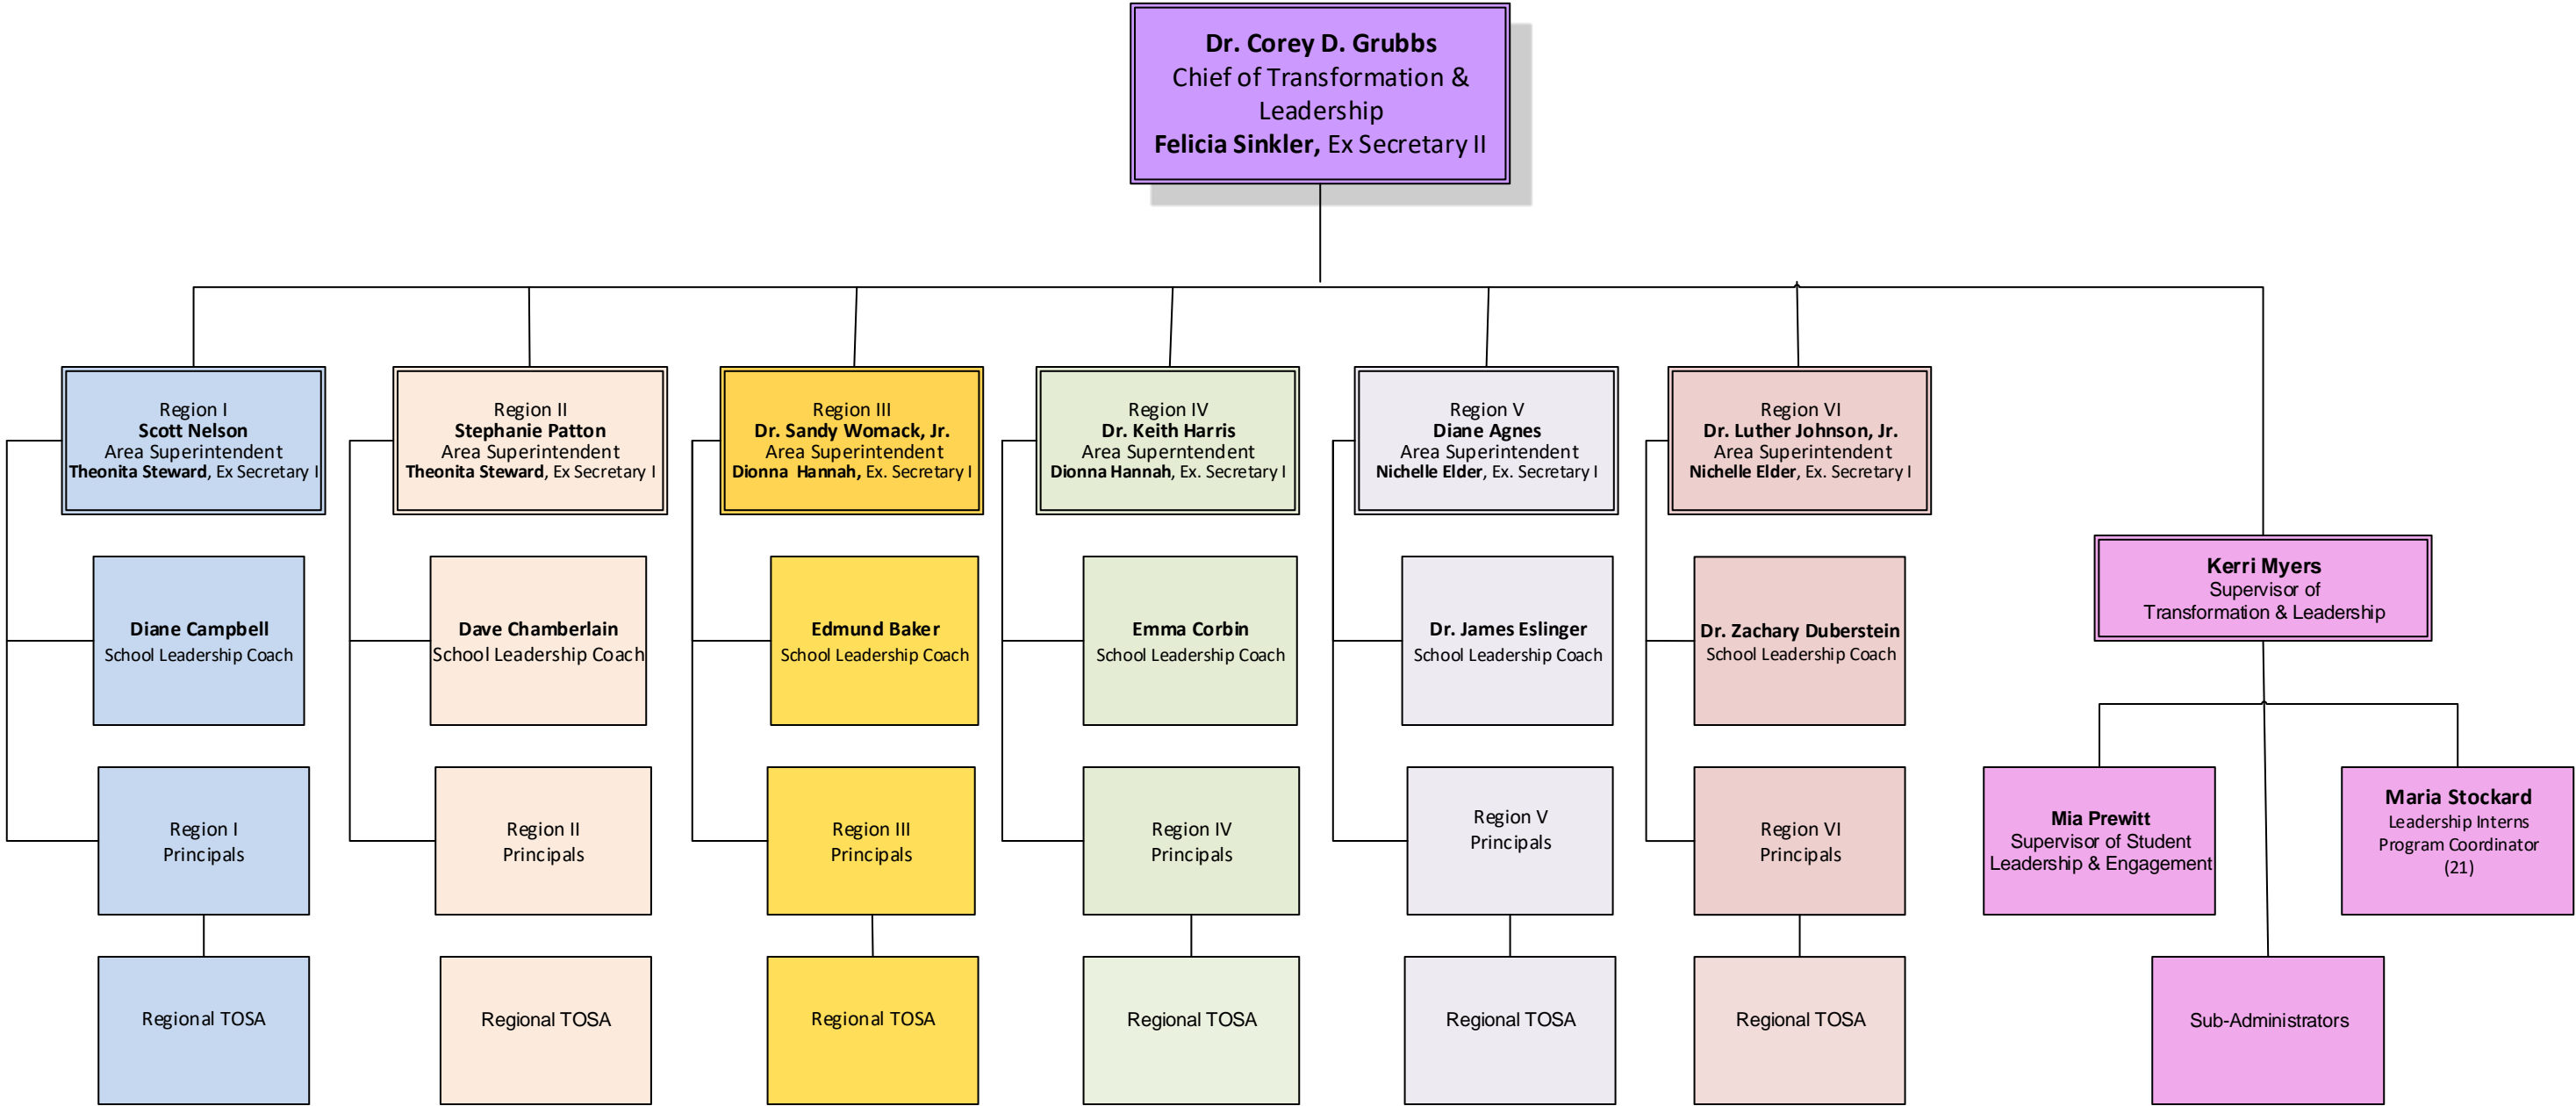 Dr. Corey D. Grubbs
Chief of Transformation &
Leadership
Felicia Sinkler, Ex Secretary II
Region I
Scott Nelson
Area Superintendent
Theonita Steward, Ex Secretary I
Region II
Stephanie Patton
Area Superintendent
Theonita Steward, Ex Secretary I
Region III
Dr. Sandy Womack, Jr.
Area Superintendent
Dionna Hannah, Ex. Secretary I
Region IV
Dr. Keith Harris
Area Superntendent
Dionna Hannah, Ex. Secretary I
Region V
Diane Agnes
Area Superintendent
Nichelle Elder, Ex. Secretary I
Region VI
Dr. Luther Johnson, Jr.
Area Superintendent
Nichelle Elder, Ex. Secretary I
Kerri Myers
Supervisor of
Transformation & Leadership
Diane Campbell
School Leadership Coach
Dave Chamberlain
School Leadership Coach
Edmund Baker
School Leadership Coach
Emma Corbin
School Leadership Coach
Dr. James Eslinger
School Leadership Coach
Dr. Zachary Duberstein
School Leadership Coach
Region I
Principals
Region II
Principals
Region III
Principals
Region IV
Principals
Region V
Principals
Region VI
Principals
Mia Prewitt
Supervisor of Student
Leadership & Engagement
Maria Stockard
Leadership Interns
Program Coordinator
(21)
Regional TOSA
Regional TOSA
Regional TOSA
Regional TOSA
Regional TOSA
Regional TOSA
Sub-Administrators